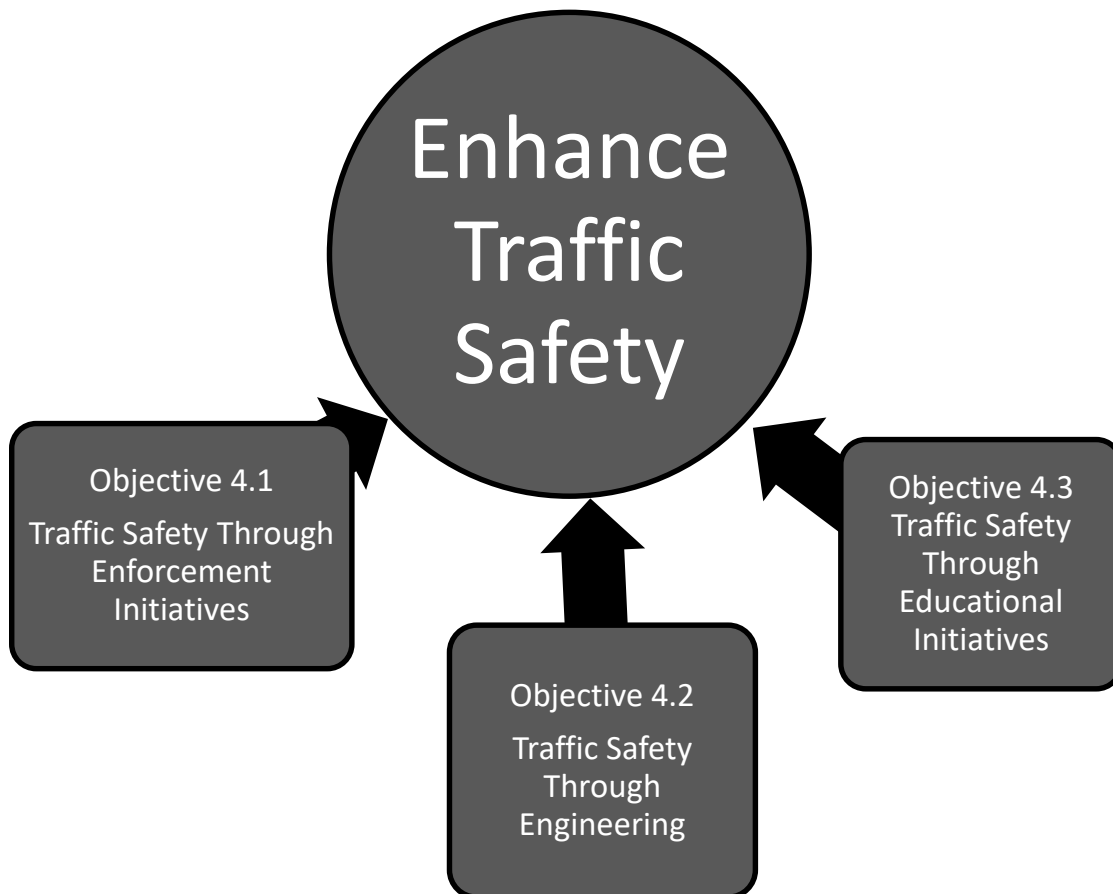 Enhance
Traffic
Safety
Objective 4.1
Traffic Safety Through
Enforcement
Initiatives
Objective 4.2
Traffic Safety
Through
Engineering
Objective 4.3
Traffic Safety
Through
Educational
Initiatives